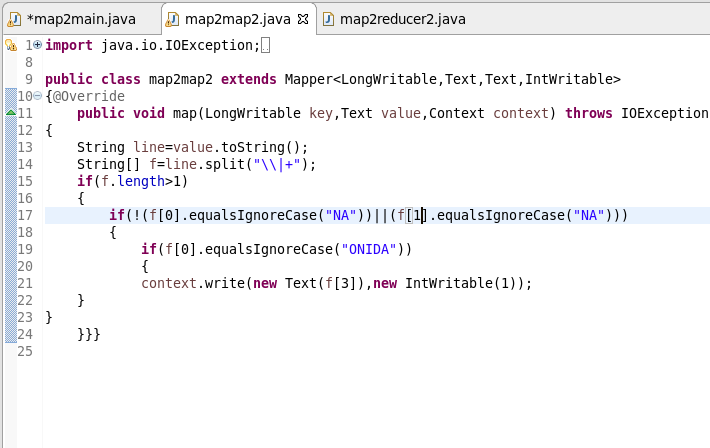 *map2main.java map2map2.java map2reducer2.java
1 import java.io.IOException;
8
9 public class map2map2 extends Mapper<LongWritable,Text,Text,IntWritable>
10 {@Override
11 public void map(LongWritable key,Text value,Context context) throws IOException
12 {
13 String line=value.toString();
14 String[] f=line.split("\\|+");
15 if(f.length>1)
16 {
17 if(!(f[0].equalsIgnoreCase("NA"))||(f[1].equalsIgnoreCase("NA")))
18 {
19 if(f[0].equalsIgnoreCase("ONIDA"))
20 {
21 context.write(new Text(f[3]),new IntWritable(1));
22 }
23 }
24 }}}
25